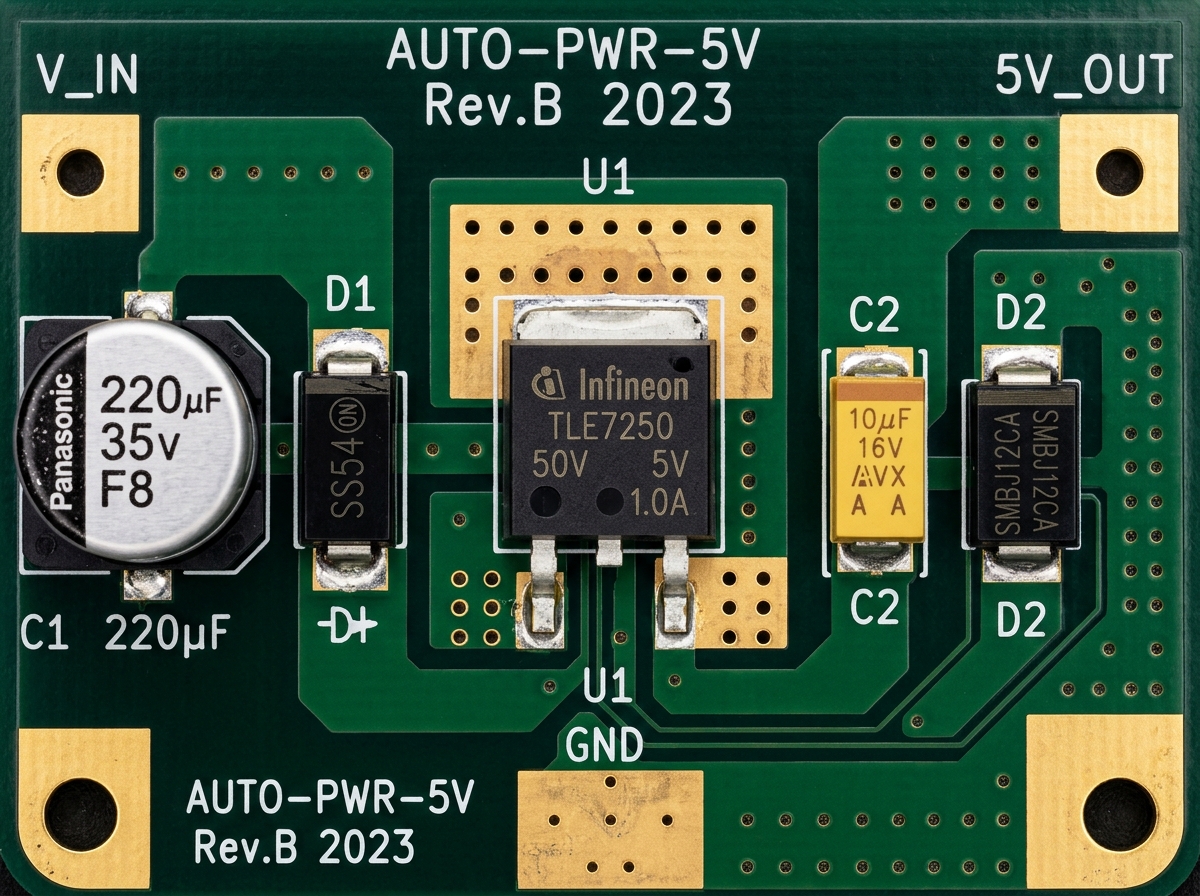 AUTO-PWR-5V
Rev.B 2023
V_IN
5V_OUT
U1
D1
C2
D2
Panasonic
220µF
35V
F8
SS54 ON
Infineon
TLE7250
50V 5V
1.0A
10µF
16V
AVX
A A
SMBJ12CA
SMBJ12CA
C1 220µF
D
C2
D2
U1
GND
AUTO-PWR-5V
Rev.B 2023